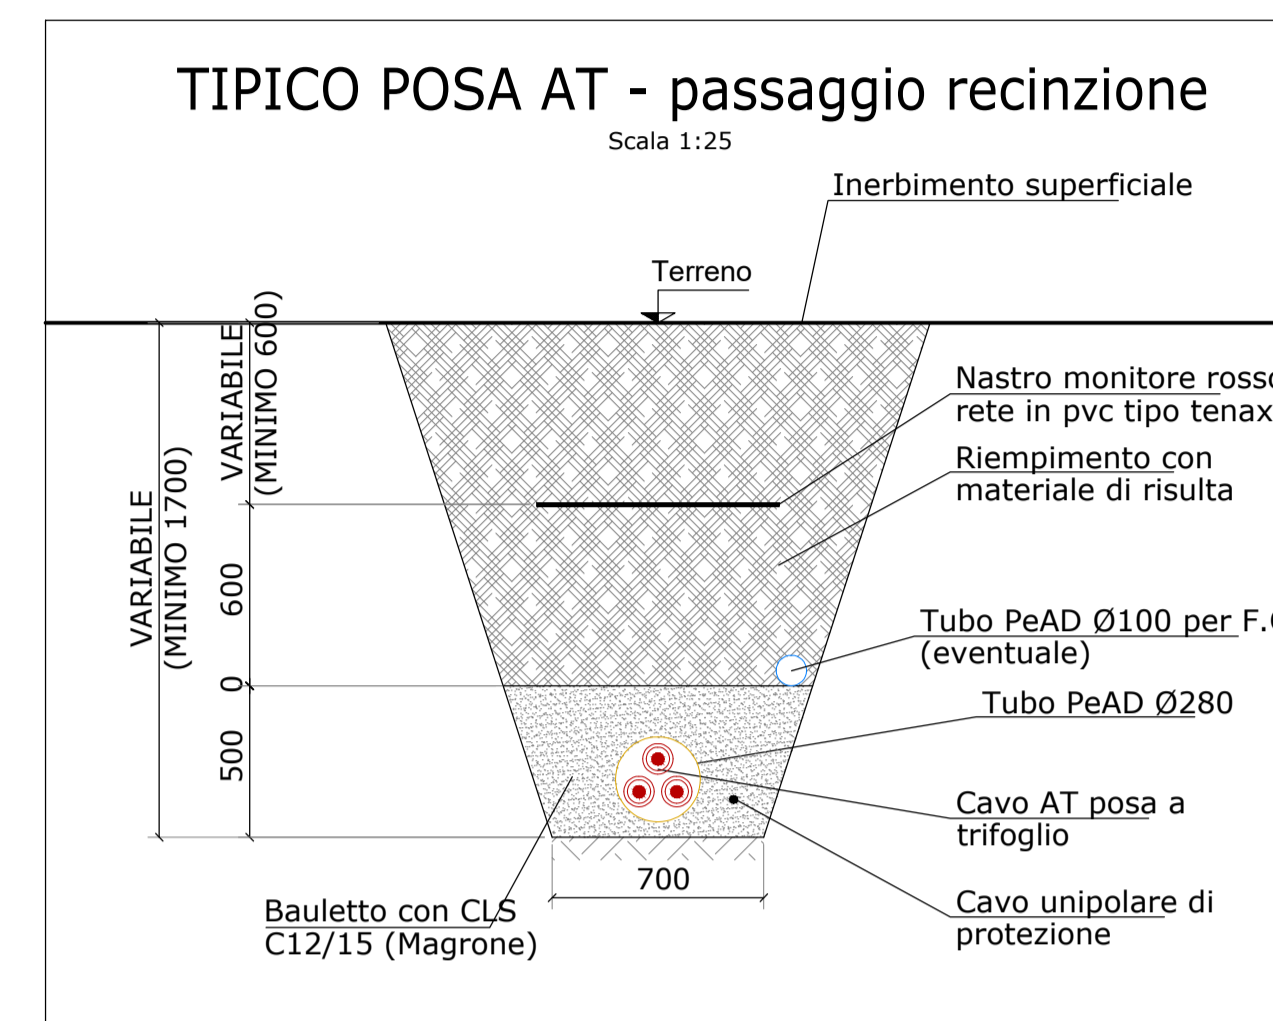 TIPICO POSA AT - passaggio recinzione
Scala 1:25
Inerbimento superficiale
Terreno
VARIABILE
(MINIMO 600)
Nastro monitore rosso
rete in pvc tipo tenax
Riempimento con
materiale di risulta
VARIABILE
(MINIMO 1700)
600
Tubo PeAD Ø100 per
(eventuale)
0
Tubo PeAD Ø280
500
Cavo AT posa a
trifoglio
700
Bauletto con CLS
C12/15 (Magrone)
Cavo unipolare di
protezione